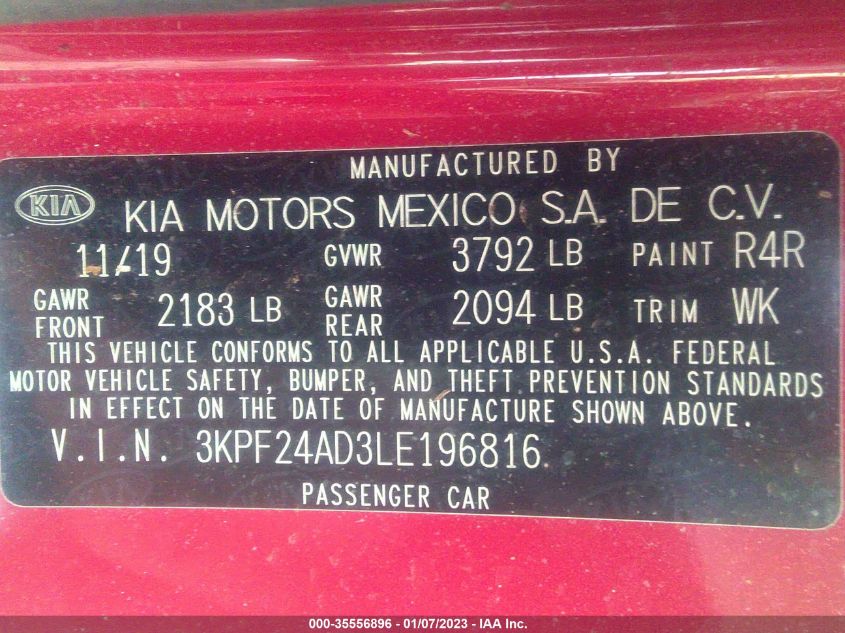 MANUFACTURED BY
KIA KIA MOTORS MEXICO S.A. DE C.V.
11/19 GVWR 3792 LB PAINT R4R
GAWR FRONT 2183 LB GAWR REAR 2094 LB TRIM WK
THIS VEHICLE CONFORMS TO ALL APPLICABLE U.S.A. FEDERAL
MOTOR VEHICLE SAFETY, BUMPER, AND THEFT PREVENTION STANDARDS
IN EFFECT ON THE DATE OF MANUFACTURE SHOWN ABOVE.
V.I.N. 3KPF24AD3LE196816
PASSENGER CAR
000-35556896 - 01/07/2023 - IAA Inc.